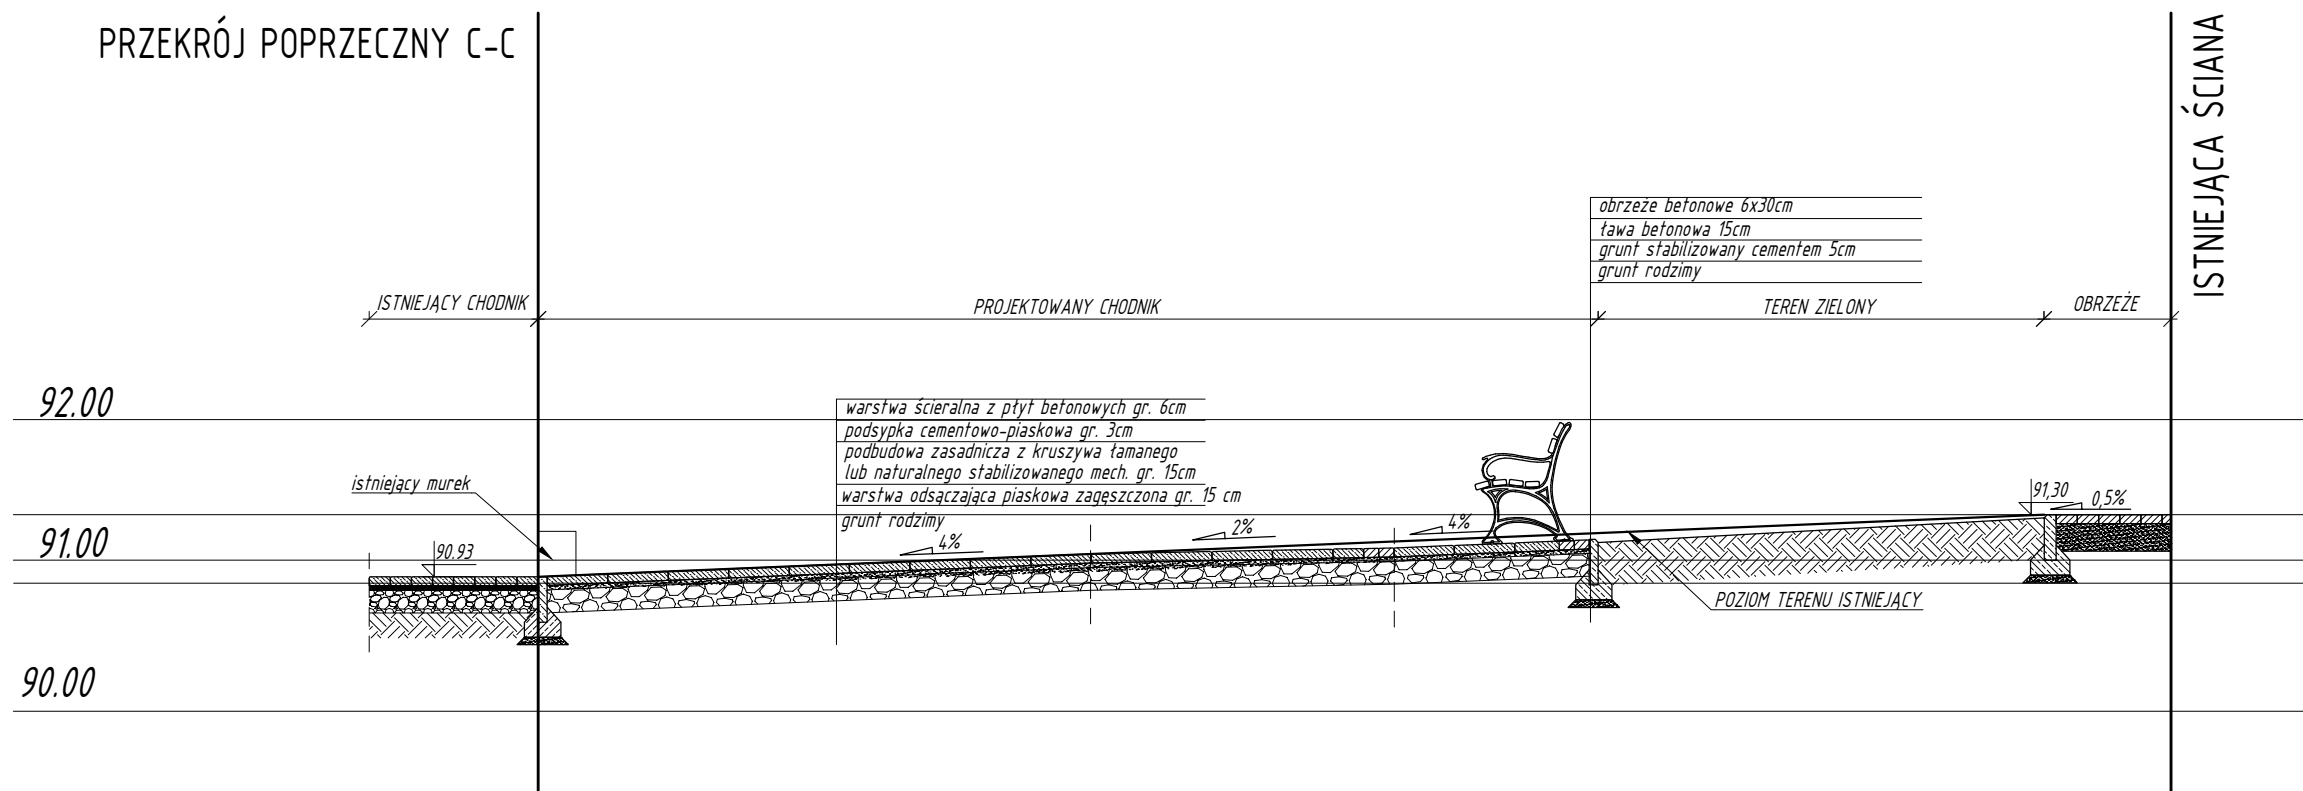 PRZEKRÓJ POPRZECZNY C-C
ISTNIEJĄCA ŚCIANA
obrzeże betonowe 6x30cm
ława betonowa 15cm
grunt stabilizowany cementem 5cm
grunt rodzimy
ISTNIEJĄCY CHODNIK
PROJEKTOWANY CHODNIK
TEREN ZIELONY
OBRZEŻE
92.00
warstwa ścieralna z płyt betonowych gr. 6cm
podsypka cementowo-piaskowa gr. 3cm
podbudowa zasadnicza z kruszywa łamanego
lub naturalnego stabilizowanego mech. gr. 15cm
warstwa odsączająca piaskowa zagęszczona gr. 15 cm
grunt rodzimy
istniejący murek
91,30
0,5%
4%
2%
4%
91.00
90.93
POZIOM TERENU ISTNIEJĄCY
90.00